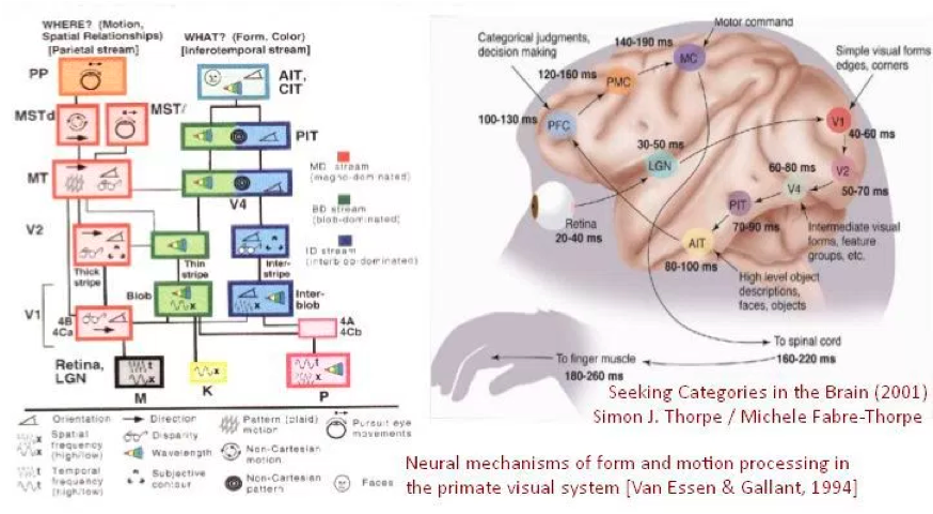 WHERE? (Motion,
Spatial Relationships)
[Parietal stream]
WHAT? (Form, Color)
[Inferotemporal stream]
PP
AIT,
CIT
MSTd
MSTℓ
PIT
MT
V4
MD stream
(magno-dominated)
BD stream
(blob-dominated)
ID stream
(interblob-dominated)
V2
Thick
stripe
Thin
stripe
Inter-
stripe
V1
Blob
Inter-
blob
4B
4Ca
4A
4Cb
Retina,
LGN
M
K
P
Orientation
Direction
Pattern (plaid)
motion
Pursuit eye
movements
Spatial
frequency
(high/low)
Disparity
Wavelength
Non-Cartesian
motion
Temporal
frequency
(high/low)
Subjective
contour
Non-Cartesian
pattern
Faces
Motor command
Categorical judgments,
decision making
140-190 ms
MC
Simple visual forms
edges, corners
120-160 ms
PMC
100-130 ms
PFC
V1
40-60 ms
30-50 ms
LGN
60-80 ms
V2
V4
50-70 ms
PIT
Retina
20-40 ms
70-90 ms
Intermediate visual
forms, feature
groups, etc.
AIT
80-100 ms
High level object
descriptions,
faces, objects
To spinal cord
160-220 ms
To finger muscle
180-260 ms
Seeking Categories in the Brain (2001)
Simon J. Thorpe / Michele Fabre-Thorpe
Neural mechanisms of form and motion processing in
the primate visual system [Van Essen & Gallant, 1994]